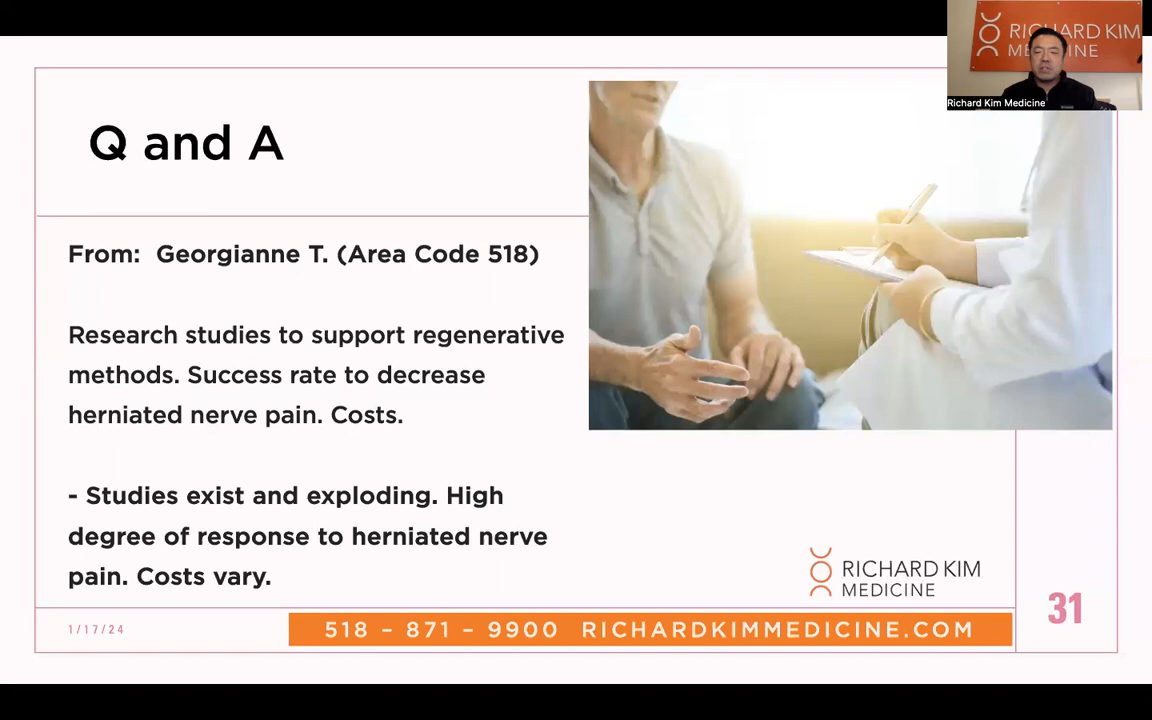 RICHARD KIM
MEDICINE
Richard Kim Medicine
Q and A
From: Georgianne T. (Area Code 518)
Research studies to support regenerative
methods. Success rate to decrease
herniated nerve pain. Costs.
- Studies exist and exploding. High
degree of response to herniated nerve
pain. Costs vary.
RICHARD KIM
MEDICINE
31
1/17/24
518 – 871 – 9900 RICHARDKIMMEDICINE.COM